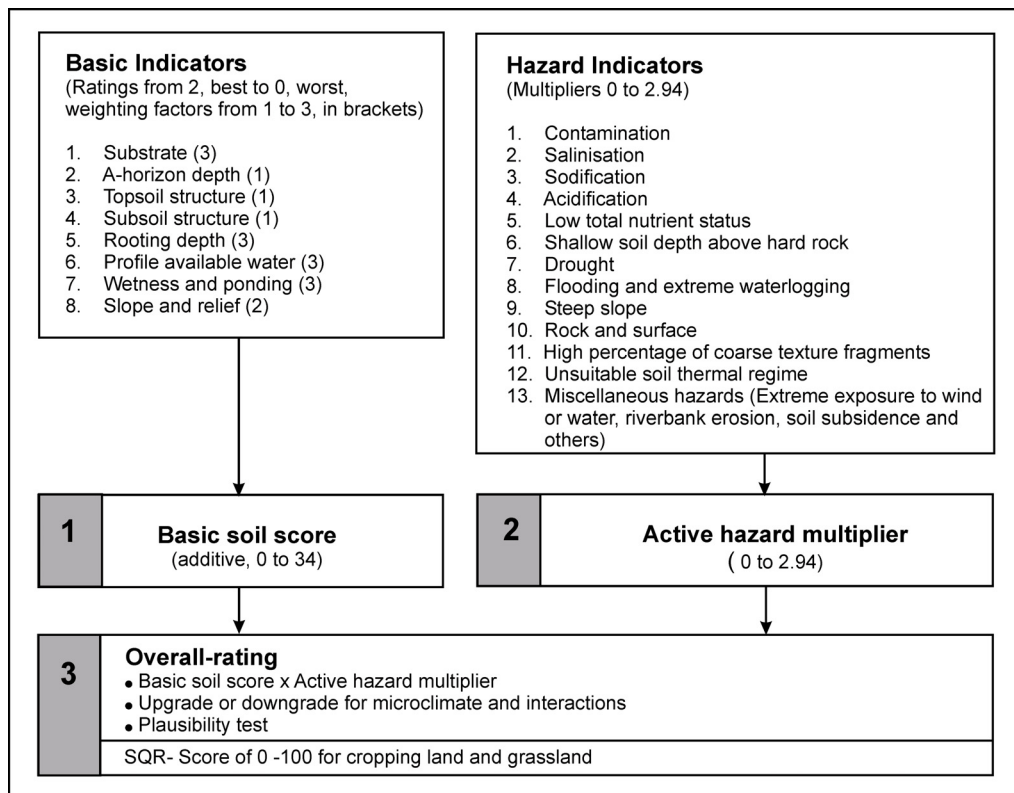 Basic Indicators
(Ratings from 2, best to 0, worst,
weighting factors from 1 to 3, in brackets)
1. Substrate (3)
2. A-horizon depth (1)
3. Topsoil structure (1)
4. Subsoil structure (1)
5. Rooting depth (3)
6. Profile available water (3)
7. Wetness and ponding (3)
8. Slope and relief (2)
Hazard Indicators
(Multipliers 0 to 2.94)
1. Contamination
2. Salinisation
3. Sodification
4. Acidification
5. Low total nutrient status
6. Shallow soil depth above hard rock
7. Drought
8. Flooding and extreme waterlogging
9. Steep slope
10. Rock and surface
11. High percentage of coarse texture fragments
12. Unsuitable soil thermal regime
13. Miscellaneous hazards (Extreme exposure to wind
or water, riverbank erosion, soil subsidence and
others)
1
Basic soil score
(additive, 0 to 34)
2
Active hazard multiplier
( 0 to 2.94)
3
Overall-rating
• Basic soil score x Active hazard multiplier
• Upgrade or downgrade for microclimate and interactions
• Plausibility test
SQR- Score of 0 -100 for cropping land and grassland